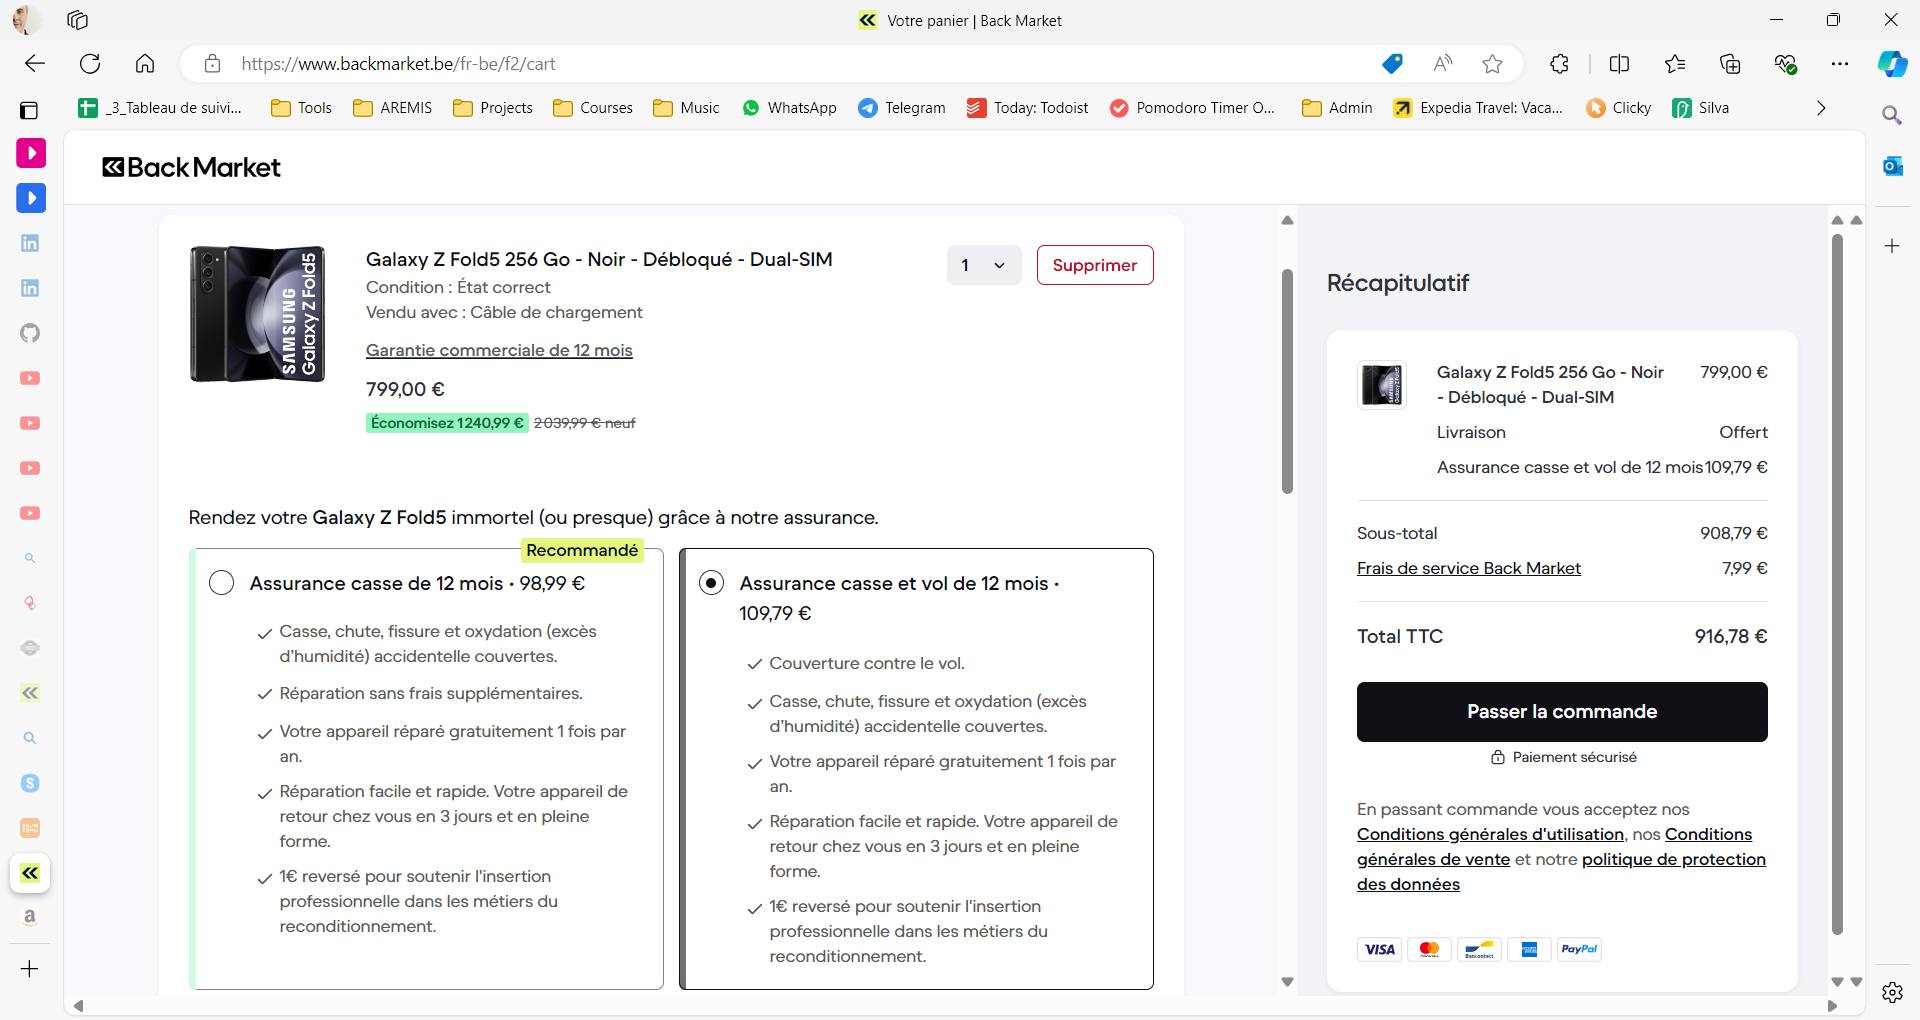 Votre panier | Back Market
https://www.backmarket.be/fr-be/f2/cart
_3_Tableau de suivi...
Tools
AREMIS
Projects
Courses
Music
WhatsApp
Telegram
Today: Todoist
Pomodoro Timer O...
Admin
Expedia Travel: Vaca...
Clicky
Silva
Back Market
SAMSUNG
Galaxy Z Fold5
Galaxy Z Fold5 256 Go - Noir - Débloqué - Dual-SIM
Condition : État correct
Vendu avec : Câble de chargement
Garantie commerciale de 12 mois
799,00 €
Économisez 1 240,99 € 2 039,99 € neuf
1
Supprimer
Rendez votre Galaxy Z Fold5 immortel (ou presque) grâce à notre assurance.
Recommandé
Assurance casse de 12 mois · 98,99 €
Casse, chute, fissure et oxydation (excès
d'humidité) accidentelle couvertes.
Réparation sans frais supplémentaires.
Votre appareil réparé gratuitement 1 fois par
an.
Réparation facile et rapide. Votre appareil de
retour chez vous en 3 jours et en pleine
forme.
1€ reversé pour soutenir l'insertion
professionnelle dans les métiers du
reconditionnement.
Assurance casse et vol de 12 mois ·
109,79 €
Couverture contre le vol.
Casse, chute, fissure et oxydation (excès
d'humidité) accidentelle couvertes.
Votre appareil réparé gratuitement 1 fois par
an.
Réparation facile et rapide. Votre appareil de
retour chez vous en 3 jours et en pleine
forme.
1€ reversé pour soutenir l'insertion
professionnelle dans les métiers du
reconditionnement.
Récapitulatif
Galaxy Z Fold5 256 Go - Noir 799,00 €
- Débloqué - Dual-SIM
Livraison Offert
Assurance casse et vol de 12 mois 109,79 €
Sous-total 908,79 €
Frais de service Back Market 7,99 €
Total TTC 916,78 €
Passer la commande
Paiement sécurisé
En passant commande vous acceptez nos
Conditions générales d'utilisation, nos Conditions
générales de vente et notre politique de protection
des données
VISA
Bancontact
PayPal